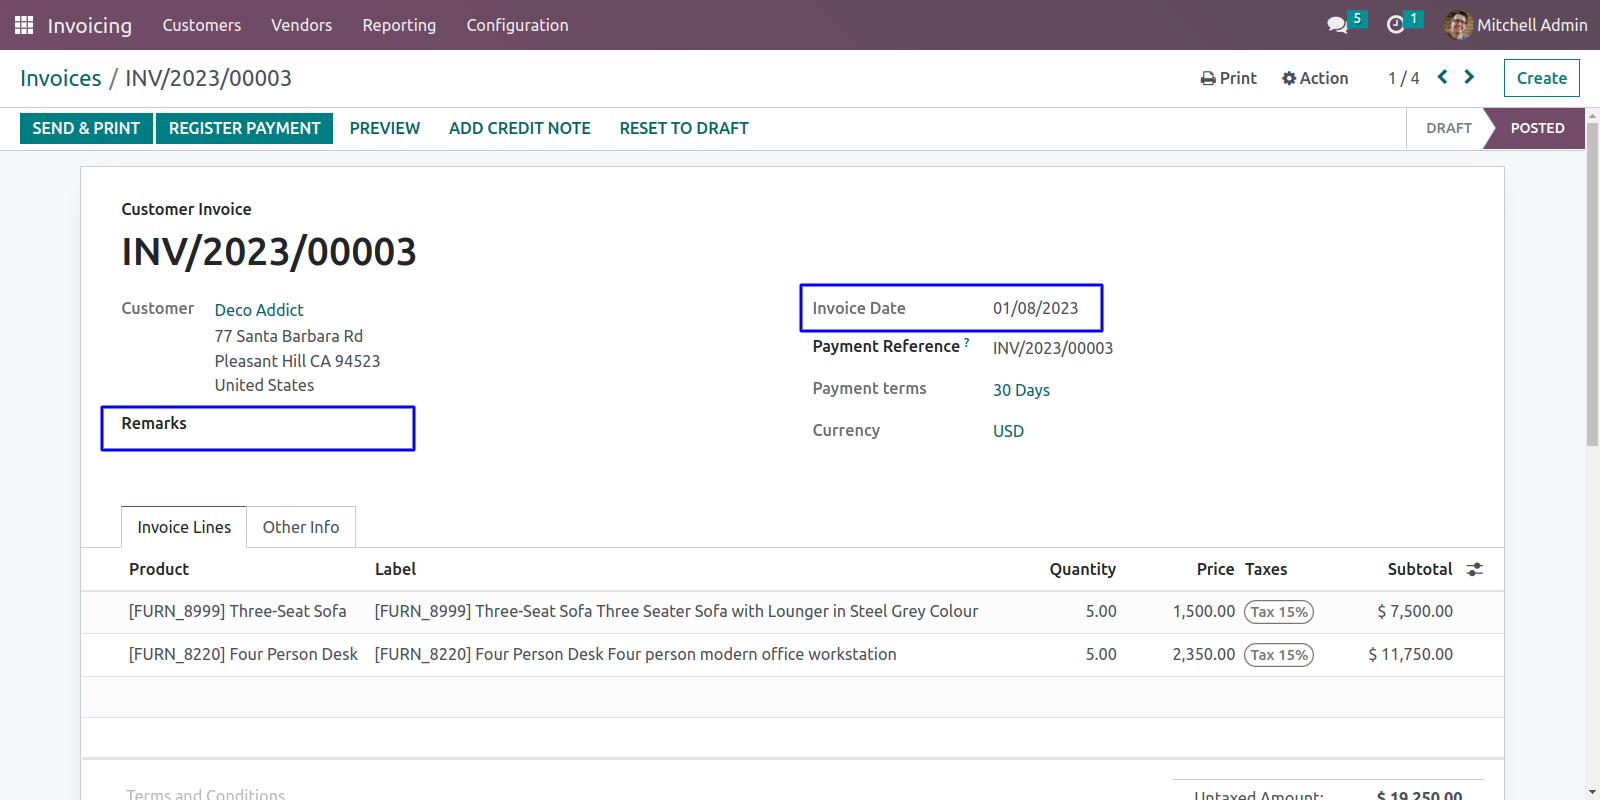 Invoicing Customers Vendors Reporting Configuration 5 1 Mitchell Admin
Invoices / INV/2023/00003 Print Action 1 / 4 Create
SEND & PRINT REGISTER PAYMENT PREVIEW ADD CREDIT NOTE RESET TO DRAFT DRAFT POSTED
Customer Invoice
INV/2023/00003
Customer Deco Addict
77 Santa Barbara Rd
Pleasant Hill CA 94523
United States
Remarks
Invoice Date 01/08/2023
Payment Reference ? INV/2023/00003
Payment terms 30 Days
Currency USD
Invoice Lines Other Info
Product Label Quantity Price Taxes Subtotal
[FURN_8999] Three-Seat Sofa [FURN_8999] Three-Seat Sofa Three Seater Sofa with Lounger in Steel Grey Colour 5.00 1,500.00 Tax 15% $ 7,500.00
[FURN_8220] Four Person Desk [FURN_8220] Four Person Desk Four person modern office workstation 5.00 2,350.00 Tax 15% $ 11,750.00
Terms and Conditions Untaxed Amount: $ 19,250.00